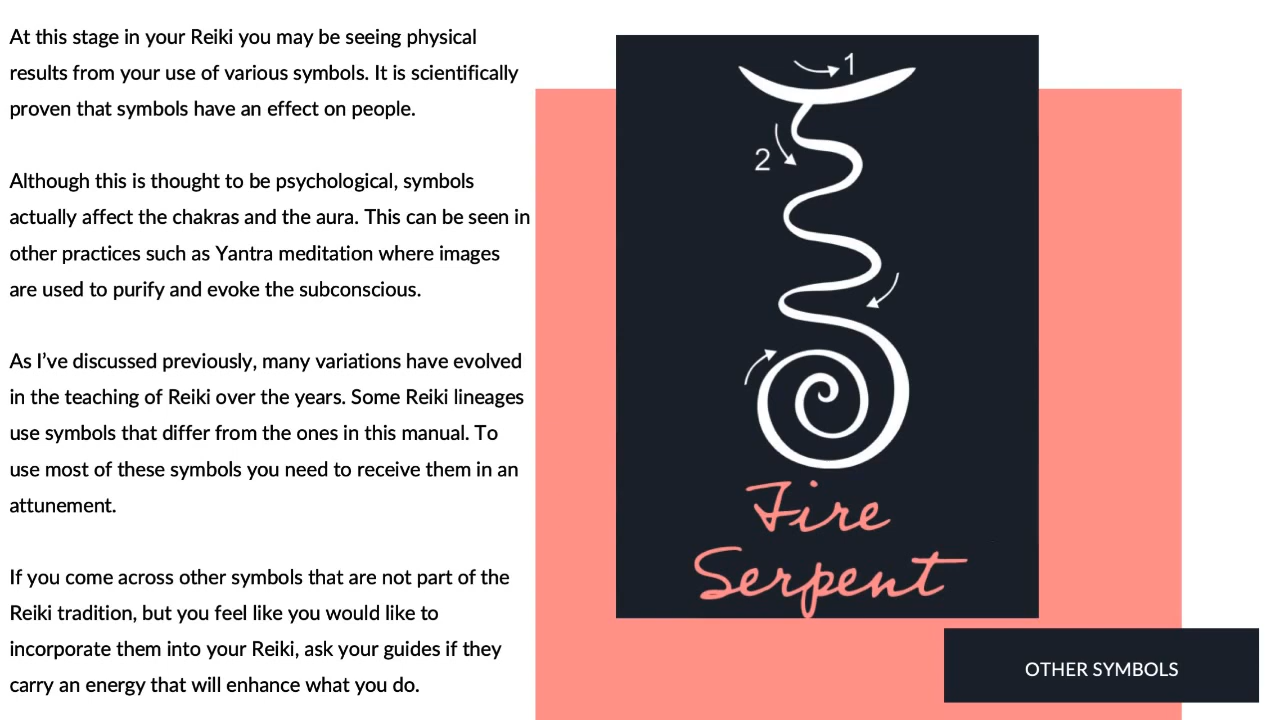 At this stage in your Reiki you may be seeing physical
results from your use of various symbols. It is scientifically
proven that symbols have an effect on people.
Although this is thought to be psychological, symbols
actually affect the chakras and the aura. This can be seen in
other practices such as Yantra meditation where images
are used to purify and evoke the subconscious.
As I’ve discussed previously, many variations have evolved
in the teaching of Reiki over the years. Some Reiki lineages
use symbols that differ from the ones in this manual. To
use most of these symbols you need to receive them in an
attunement.
If you come across other symbols that are not part of the
Reiki tradition, but you feel like you would like to
incorporate them into your Reiki, ask your guides if they
carry an energy that will enhance what you do.
1
2
Fire
Serpent
OTHER SYMBOLS